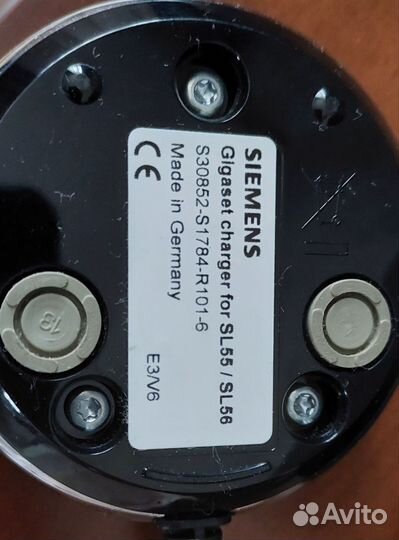 SIEMENS
Gigaset charger for SL55 / SL56
S30852-S1784-R101-6
Made in Germany
CE
E3/V6
Avito